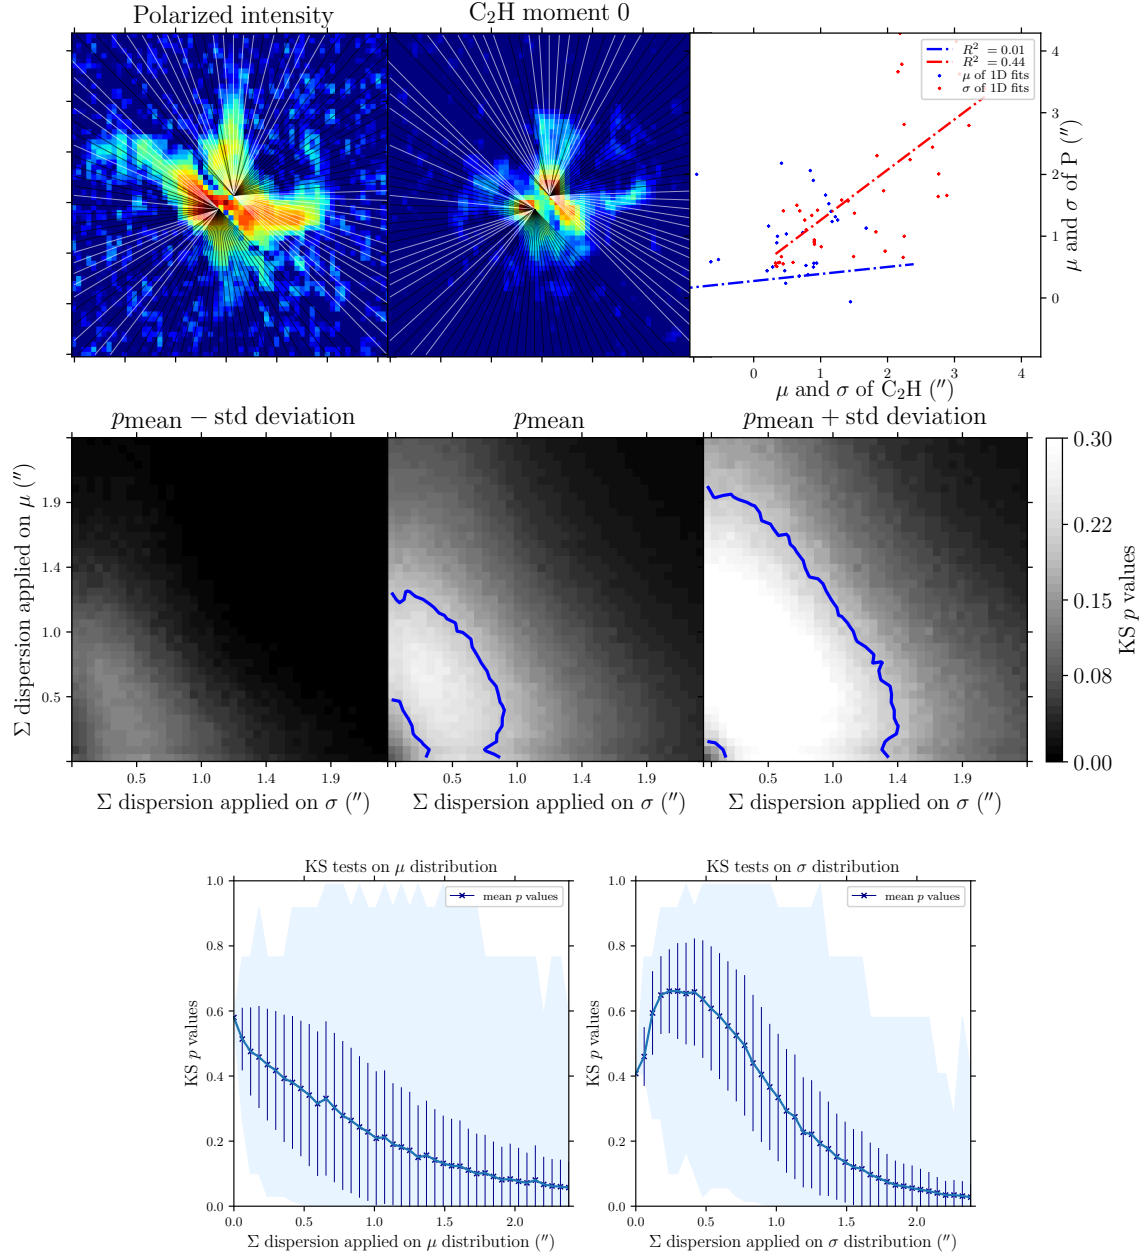 Polarized intensity
C₂H moment 0
R² = 0.01
R² = 0.44
μ of 1D fits
σ of 1D fits
4
3
2
1
0
μ and σ of P (″)
0 1 2 3 4
μ and σ of C₂H (″)
pmean − std deviation
pmean
pmean + std deviation
Σ dispersion applied on μ (″)
1.9
1.4
1.0
0.5
0.5 1.0 1.4 1.9
0.5 1.0 1.4 1.9
0.5 1.0 1.4 1.9
Σ dispersion applied on σ (″)
Σ dispersion applied on σ (″)
Σ dispersion applied on σ (″)
0.30
0.22
0.15
0.08
0.00
KS p values
KS tests on μ distribution
mean p values
KS p values
1.0
0.8
0.6
0.4
0.2
0.0
0.0 0.5 1.0 1.5 2.0
Σ dispersion applied on μ distribution (″)
KS tests on σ distribution
mean p values
KS p values
1.0
0.8
0.6
0.4
0.2
0.0
0.0 0.5 1.0 1.5 2.0
Σ dispersion applied on σ distribution (″)